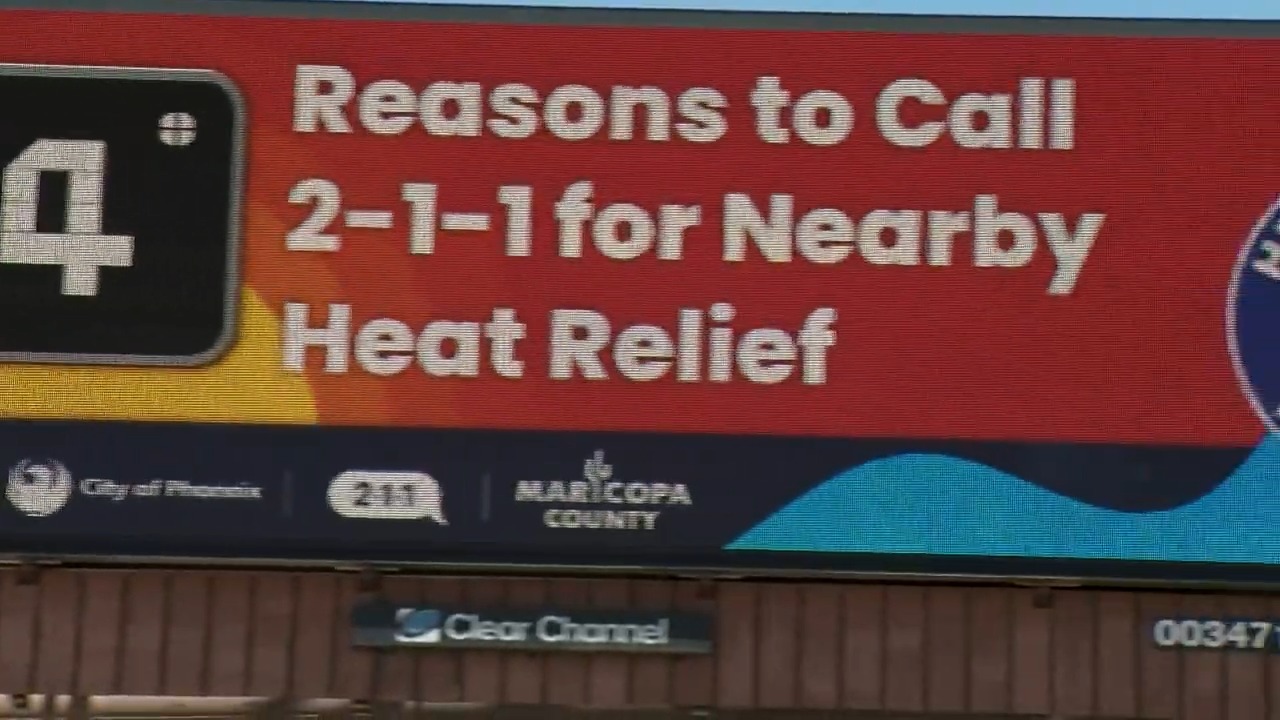 4°
Reasons to Call
2-1-1 for Nearby
Heat Relief
City of Phoenix
211
MARICOPA
COUNTY
Clear Channel
00347